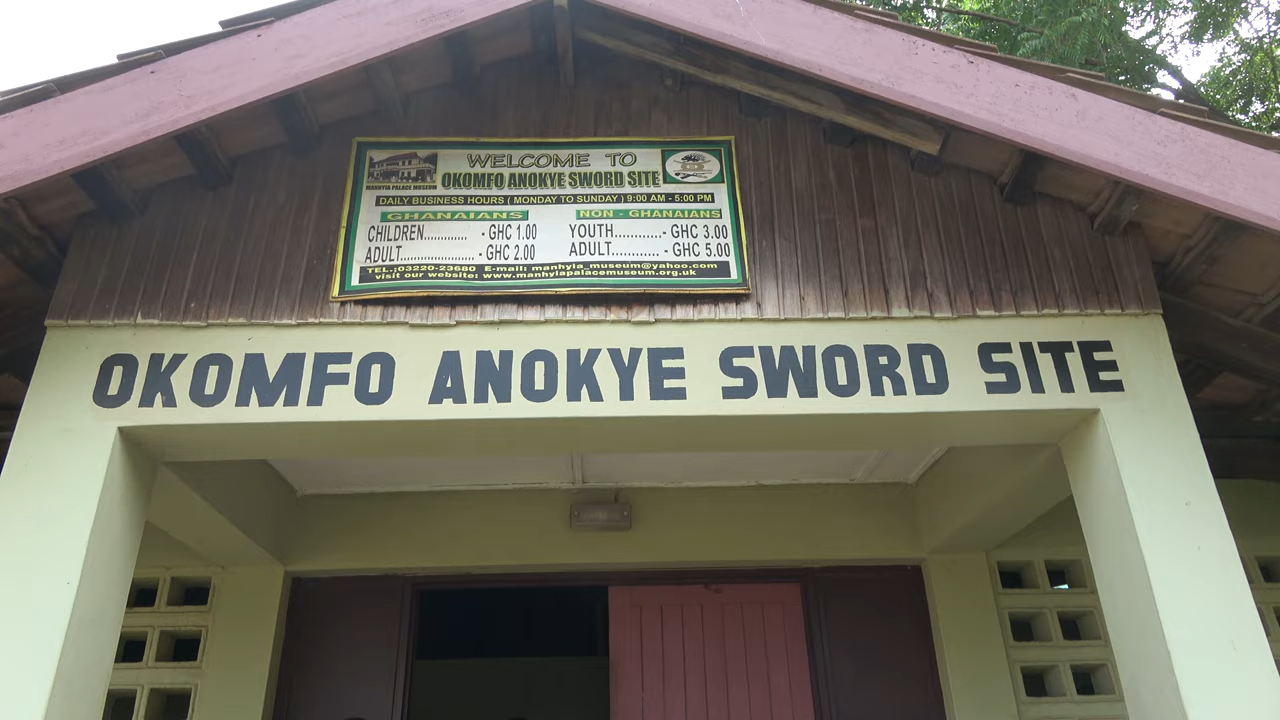 WELCOME TO
OKOMFO ANOKYE SWORD SITE
MANHYIA PALACE MUSEUM
DAILY BUSINESS HOURS ( MONDAY TO SUNDAY ) 9:00 AM - 5:00 PM
GHANAIANS
CHILDREN............ - GHC 1.00
ADULT..................... - GHC 2.00
NON - GHANAIANS
YOUTH............- GHC 3.00
ADULT.............- GHC 5.00
TEL.;03220-23680 E-mail: manhyia_museum@yahoo.com
visit our website: www.manhyiapalacemuseum.org.uk
OKOMFO ANOKYE SWORD SITE